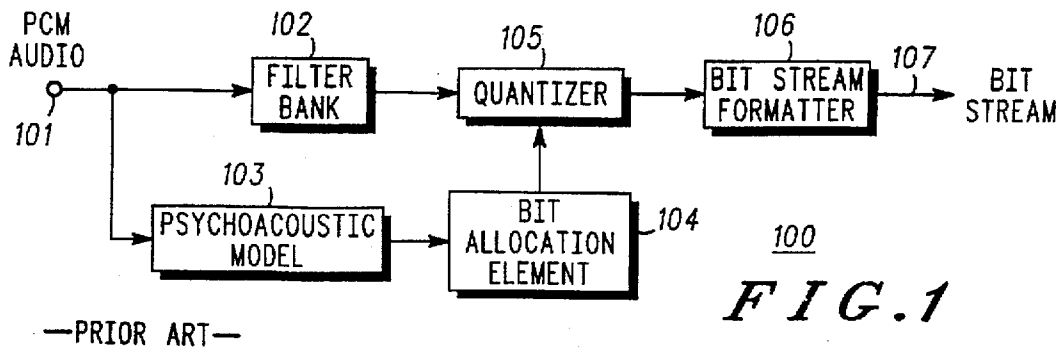 PCM
AUDIO
101
102
FILTER
BANK
105
QUANTIZER
106
BIT STREAM
FORMATTER
107
BIT
STREAM
103
PSYCHOACOUSTIC
MODEL
BIT
ALLOCATION
ELEMENT
104
100
FIG.1
—PRIOR ART—